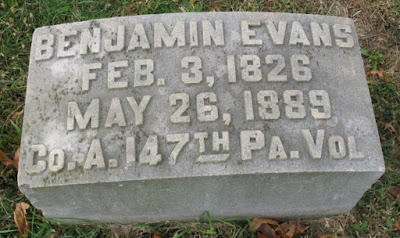 BENJAMIN EVANS
FEB. 3, 1826
MAY 26, 1889
CO. A. 147TH PA. VOL